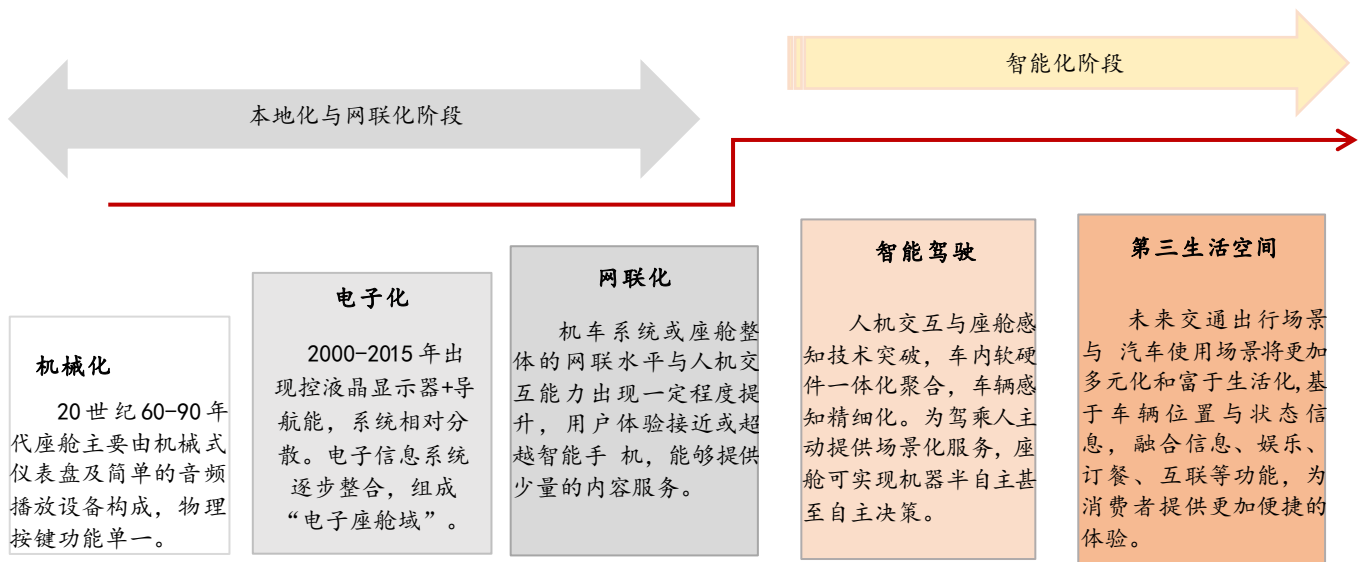 智能化阶段
本地化与网联化阶段
机械化
20世纪60-90年
代座舱主要由机械式
仪表盘及简单的音频
播放设备构成，物理
按键功能单一。
电子化
2000-2015年出
现控液晶显示器+导
航能，系统相对分
散。电子信息系统
逐步整合，组成
“电子座舱域”。
网联化
机车系统或座舱整
体的网联水平与人机交
互能力出现一定程度提
升，用户体验接近或超
越智能手 机，能够提供
少量的内容服务。
智能驾驶
人机交互与座舱感
知技术突破，车内软硬
件一体化聚合，车辆感
知精细化。为驾乘人主
动提供场景化服务，座
舱可实现机器半自主甚
至自主决策。
第三生活空间
未来交通出行场景
与 汽车使用场景将更加
多元化和富于生活化,基
于车辆位置与状态信
息，融合信息、娱乐、
订餐、互联等功能，为
消费者提供更加便捷的
体验。